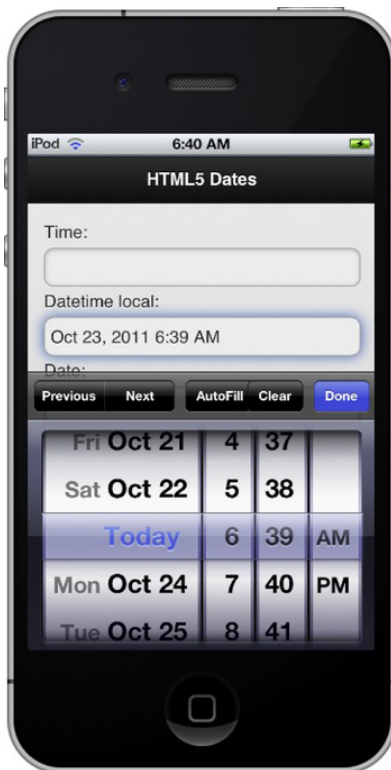 iPod 6:40 AM
HTML5 Dates
Time:
Datetime local:
Oct 23, 2011 6:39 AM
Date:
Previous Next AutoFill Clear Done
Fri Oct 21 4 37
Sat Oct 22 5 38
Today 6 39 AM
Mon Oct 24 7 40 PM
Tue Oct 25 8 41